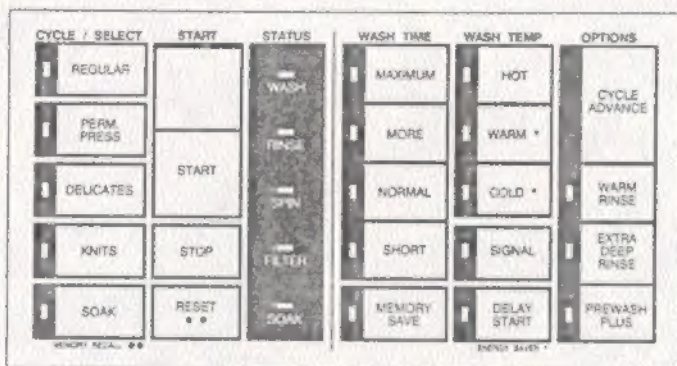 CYCLE / SELECT START STATUS WASH TIME WASH TEMP OPTIONS
REGULAR
PERM.
PRESS
DELICATES
KNITS
SOAK
MEMORY RECALL ●●
START
STOP
RESET
●●
WASH
RINSE
SPIN
FILTER
SOAK
MAXIMUM
MORE
NORMAL
SHORT
MEMORY
SAVE
HOT
WARM *
COLD *
SIGNAL
DELAY
START
ENERGY SAVER *
CYCLE
ADVANCE
WARM
RINSE
EXTRA
DEEP
RINSE
PREWASH
PLUS